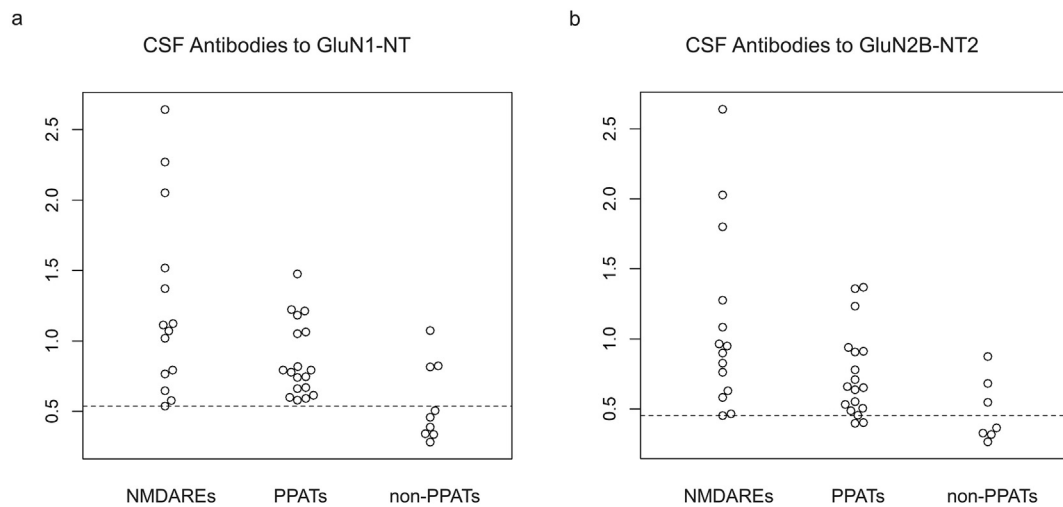 a
CSF Antibodies to GluN1-NT
2.5
2.0
1.5
1.0
0.5
NMDAREs PPATs non-PPATs
b
CSF Antibodies to GluN2B-NT2
2.5
2.0
1.5
1.0
0.5
NMDAREs PPATs non-PPATs